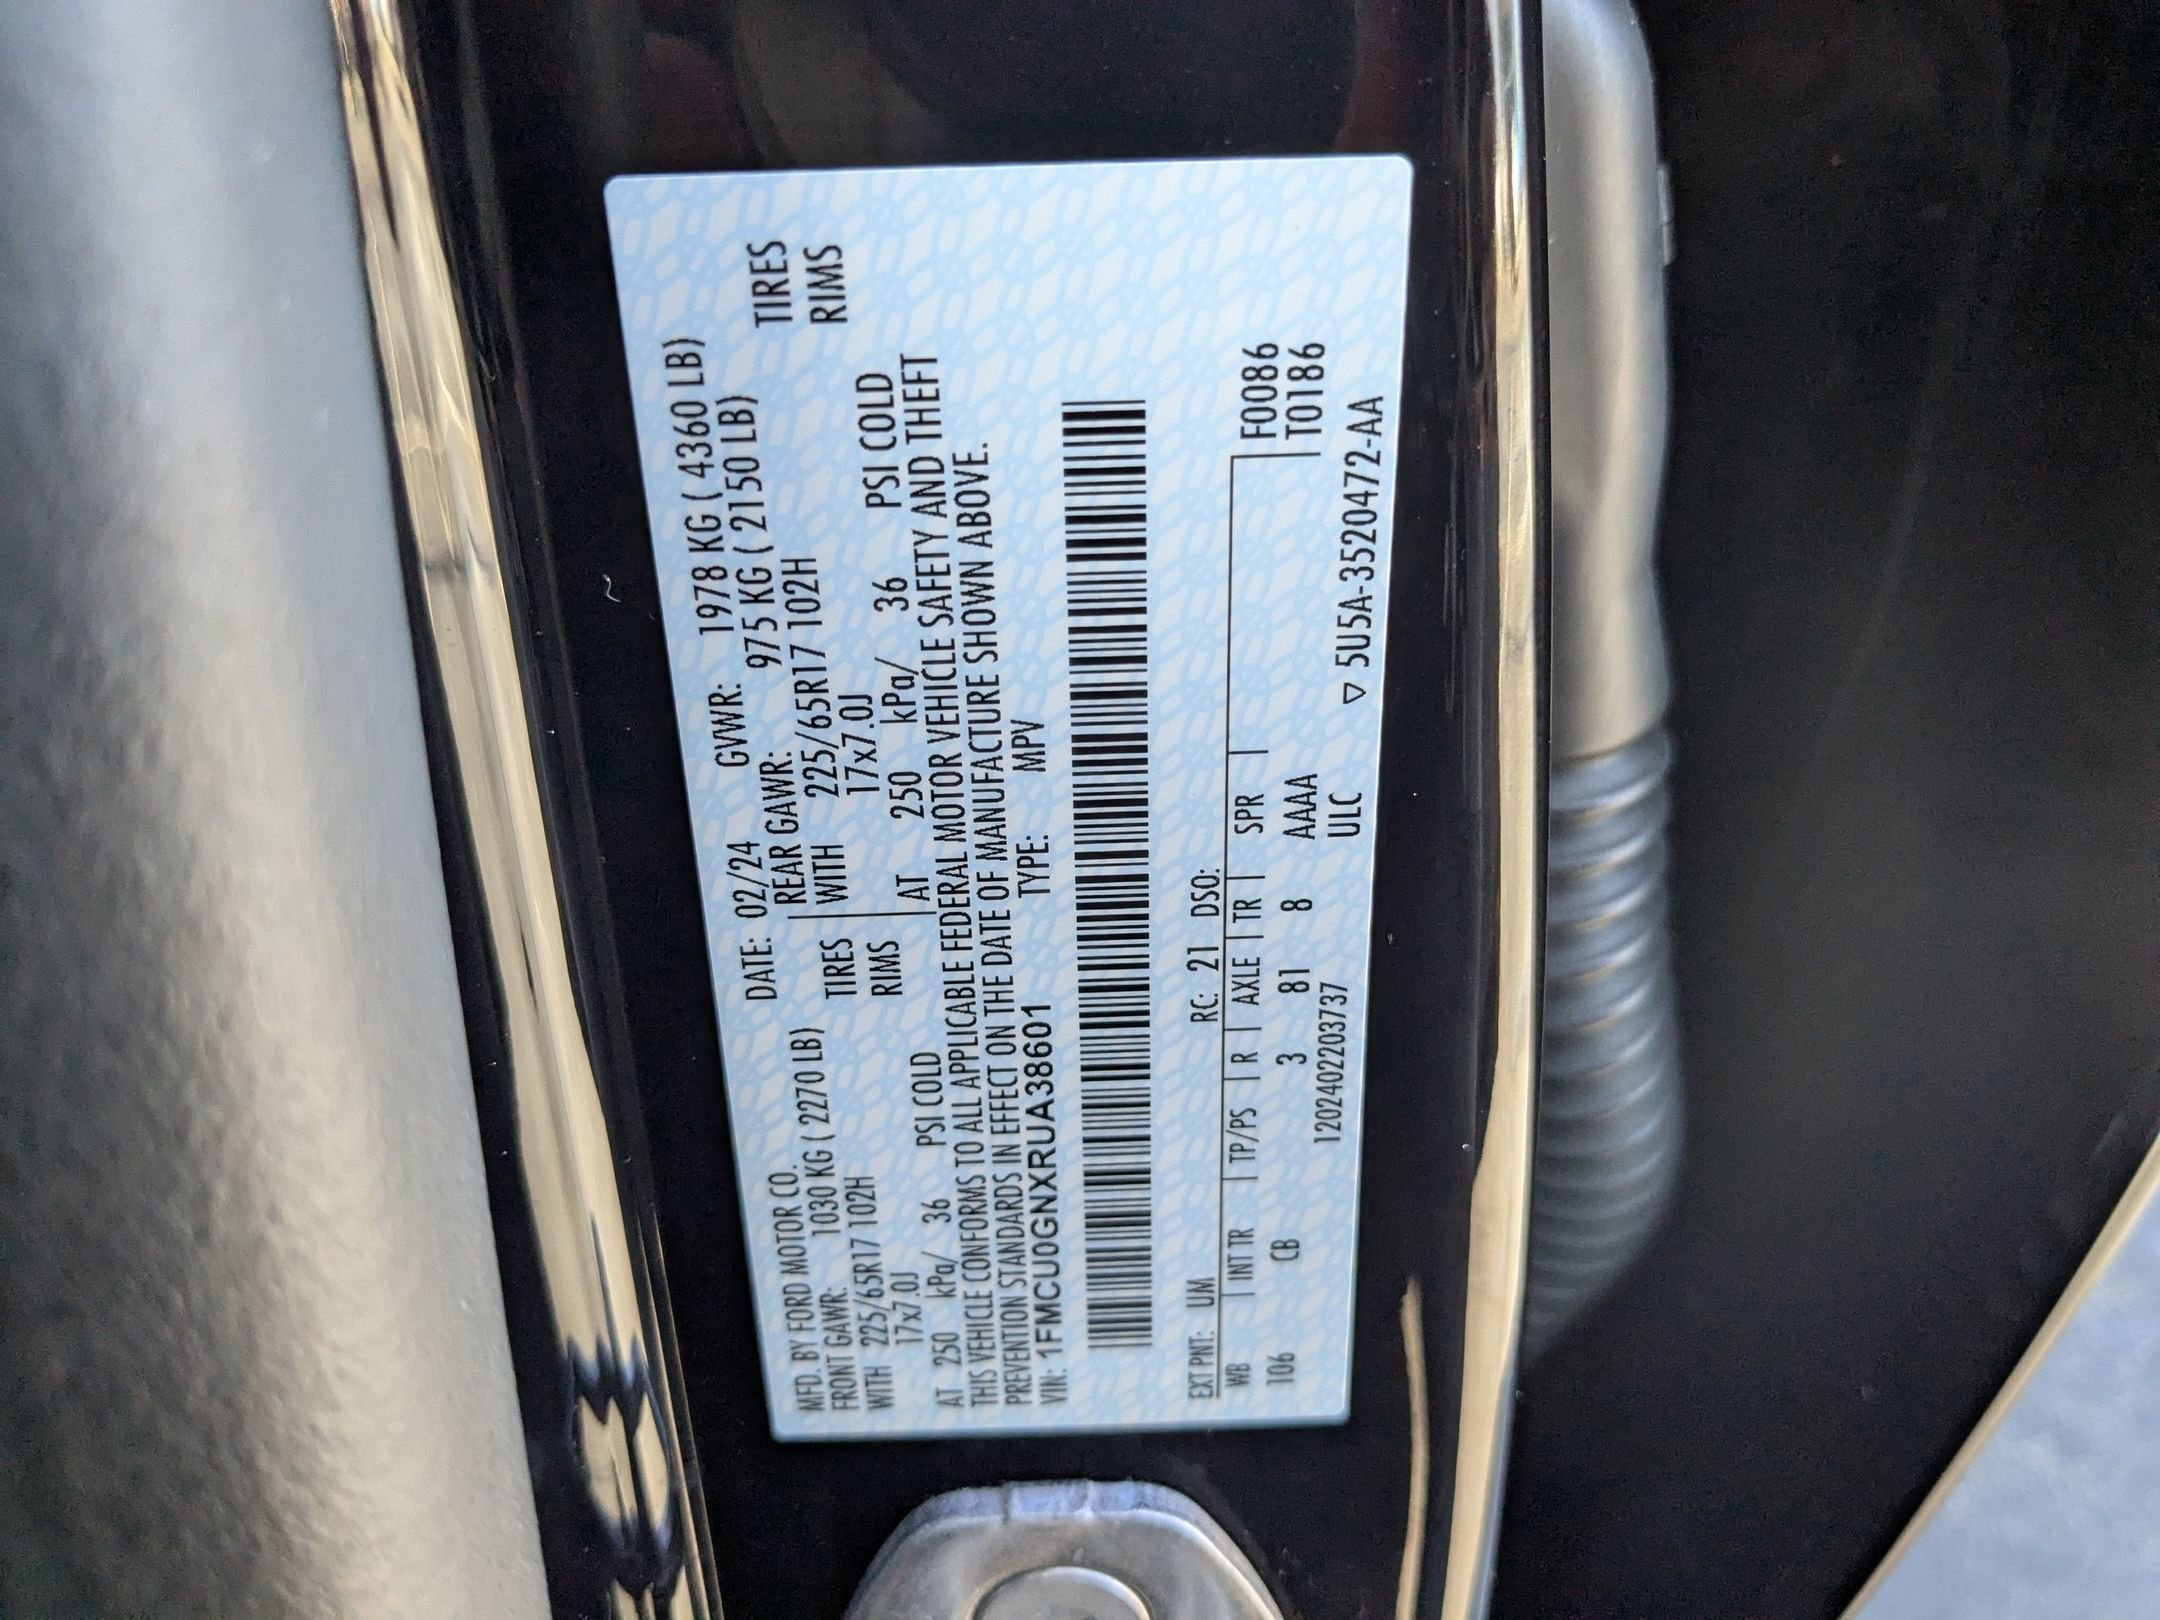 MFD. BY FORD MOTOR CO. DATE: 02/24 GVWR: 1978 KG ( 4360 LB)
FRONT GAWR: 1030 KG ( 2270 LB) REAR GAWR: 975 KG ( 2150 LB)
WITH 225/65R17 102H TIRES WITH 225/65R17 102H TIRES
17x7.0J RIMS 17x7.0J RIMS
AT 250 kPa/ 36 PSI COLD AT 250 kPa/ 36 PSI COLD
THIS VEHICLE CONFORMS TO ALL APPLICABLE FEDERAL MOTOR VEHICLE SAFETY AND THEFT
PREVENTION STANDARDS IN EFFECT ON THE DATE OF MANUFACTURE SHOWN ABOVE.
VIN: 1FMCU0GNXRUA38601 TYPE: MPV
EXT PNT: UM RC: 21 DSO:
WB INT TR TP/PS R AXLE TR SPR F0086
106 CB 3 81 8 AAAA T0186
1202402203737 ULC ▽ 5U5A-3520472-AA